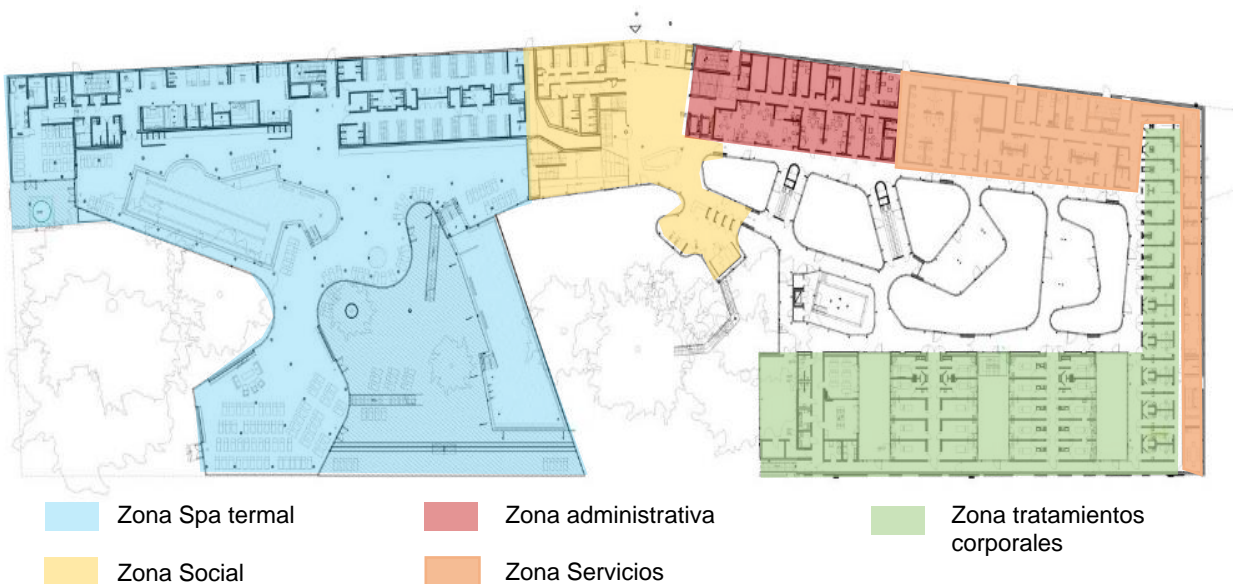 Zona Spa termal
Zona administrativa
Zona tratamientos
corporales
Zona Social
Zona Servicios